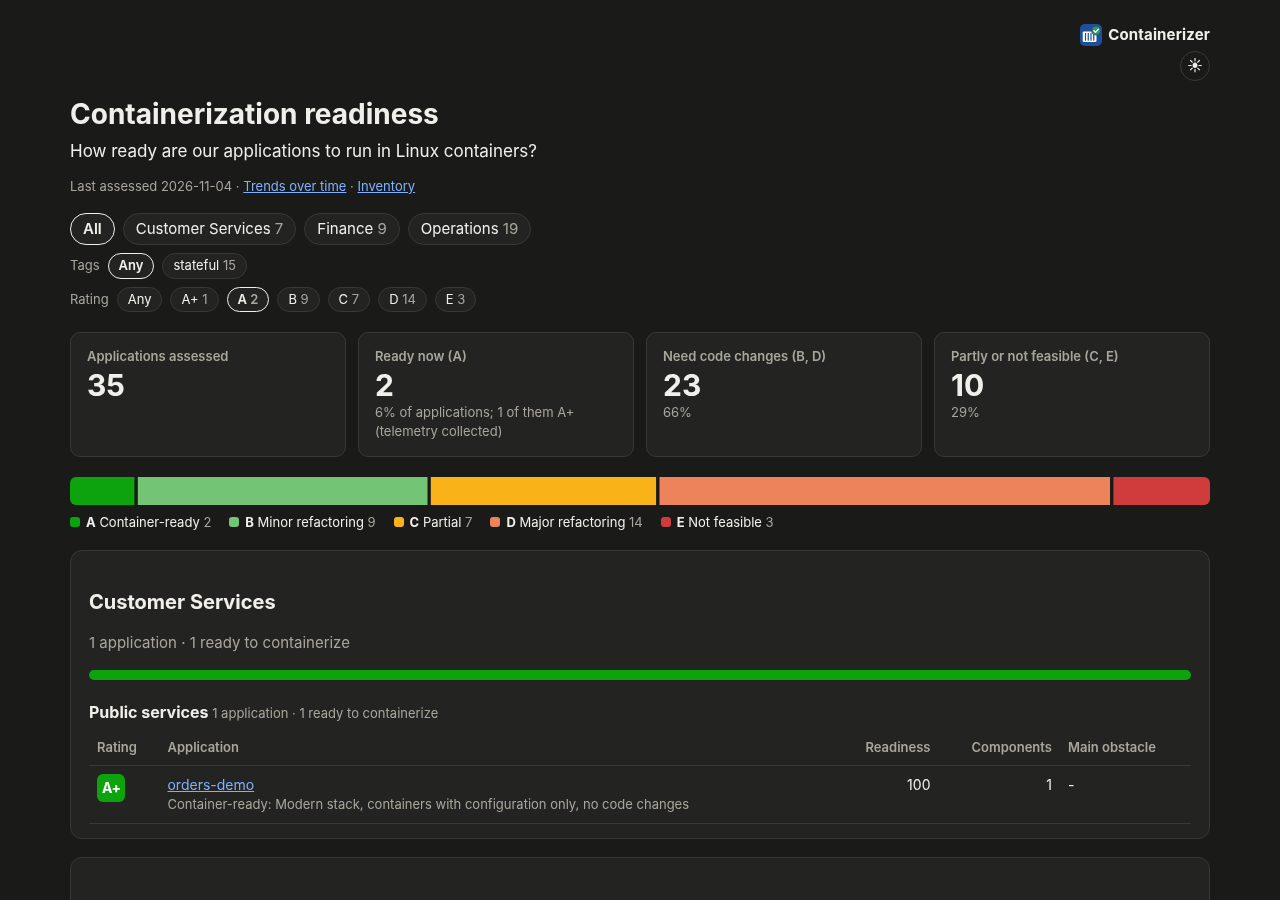 Containerizer
☀
Containerization readiness
How ready are our applications to run in Linux containers?
Last assessed 2026-11-04 · Trends over time · Inventory
All Customer Services 7 Finance 9 Operations 19
Tags Any stateful 15
Rating Any A+ 1 A 2 B 9 C 7 D 14 E 3
Applications assessed
35
Ready now (A)
2
6% of applications; 1 of them A+
(telemetry collected)
Need code changes (B, D)
23
66%
Partly or not feasible (C, E)
10
29%
A Container-ready 2 B Minor refactoring 9 C Partial 7 D Major refactoring 14 E Not feasible 3
Customer Services
1 application · 1 ready to containerize
Public services 1 application · 1 ready to containerize
Rating Application Readiness Components Main obstacle
A+ orders-demo 100 1 -
Container-ready: Modern stack, containers with configuration only, no code changes